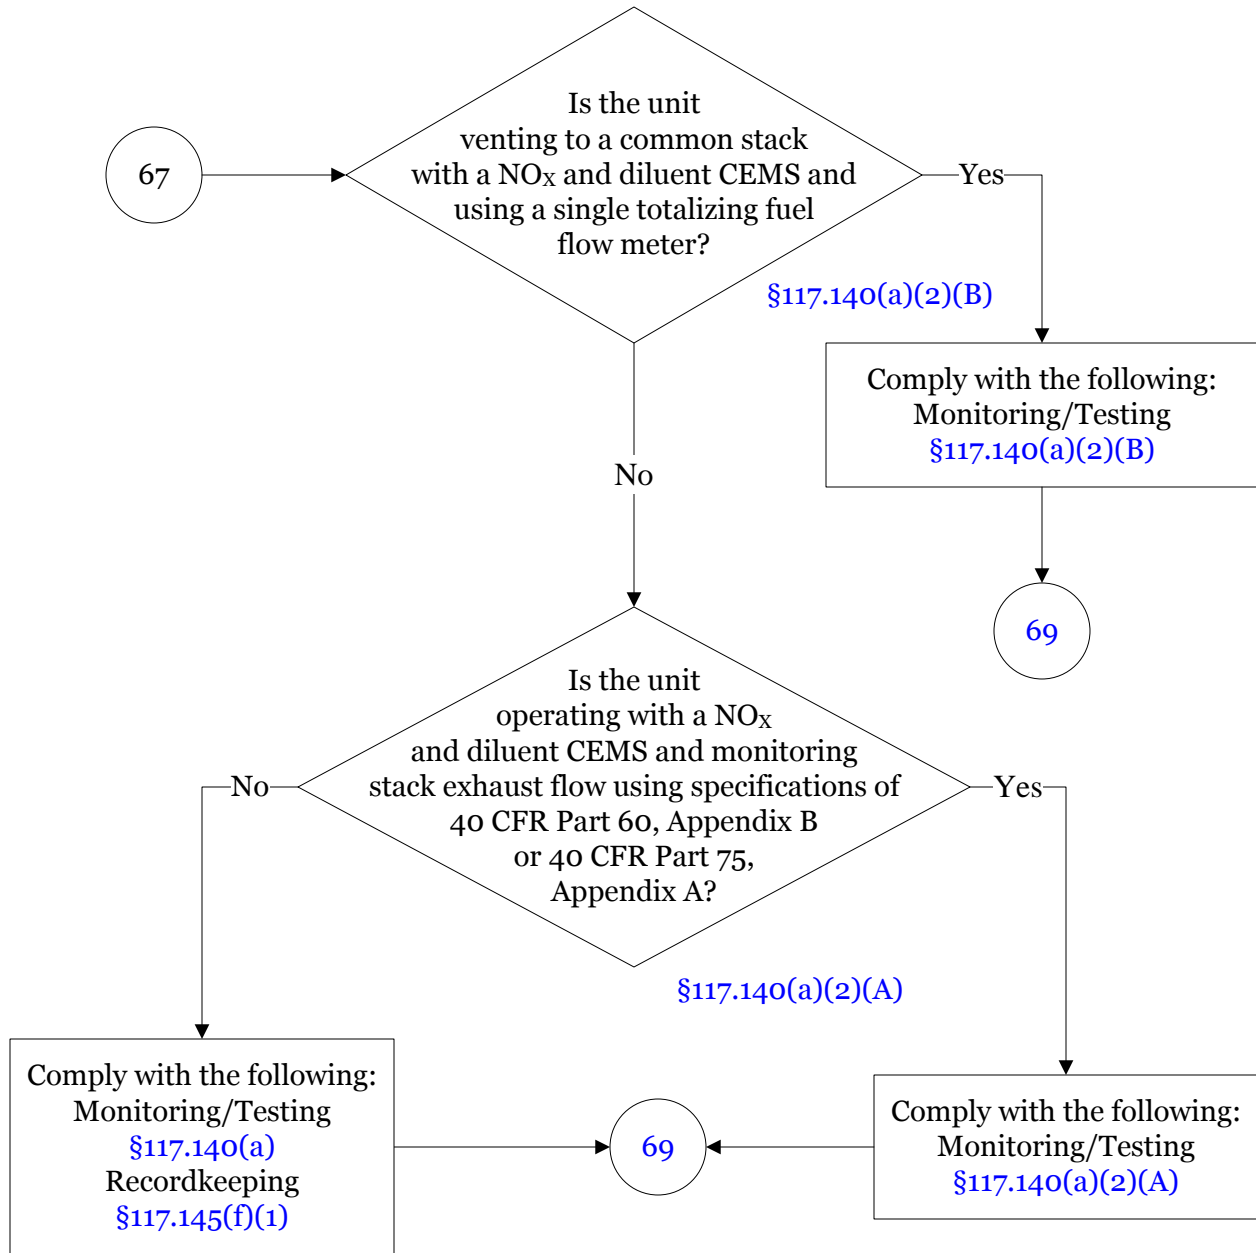 67
Is the unit
venting to a common stack
with a NOx and diluent CEMS and
using a single totalizing fuel
flow meter?
Yes
§117.140(a)(2)(B)
Comply with the following:
Monitoring/Testing
§117.140(a)(2)(B)
No
69
Is the unit
operating with a NOx
and diluent CEMS and monitoring
stack exhaust flow using specifications of
40 CFR Part 60, Appendix B
or 40 CFR Part 75,
Appendix A?
No
Yes
§117.140(a)(2)(A)
Comply with the following:
Monitoring/Testing
§117.140(a)
Recordkeeping
§117.145(f)(1)
69
Comply with the following:
Monitoring/Testing
§117.140(a)(2)(A)